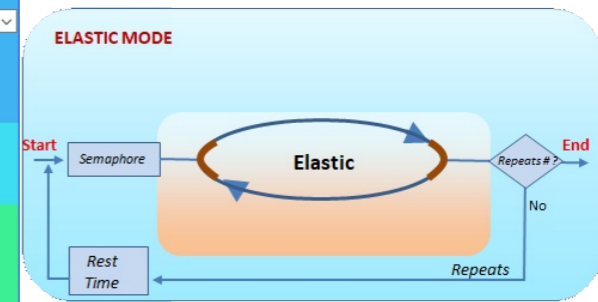 ELASTIC MODE
Start
Semaphore
Elastic
Repeats # ?
End
No
Rest
Time
Repeats